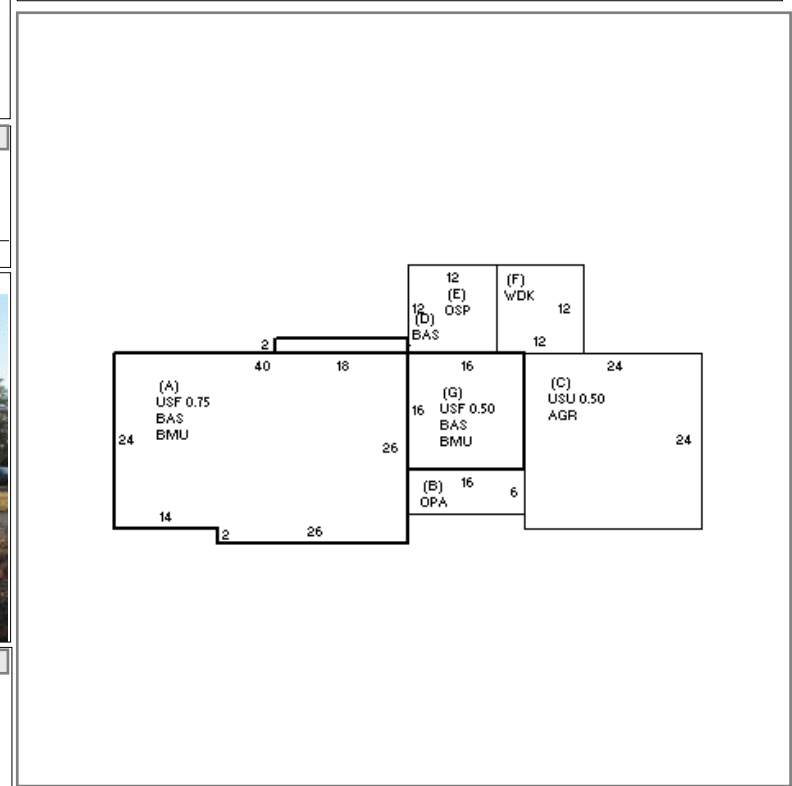 12
(E)
OSP
(F)
WDK
12
12
12
(D)
BAS
2
40
18
16
24
(A)
USF 0.75
BAS
BMU
24
26
16
(G)
USF 0.50
BAS
BMU
(C)
USU 0.50
AGR
24
(B)
OPA
16
6
14
2
26